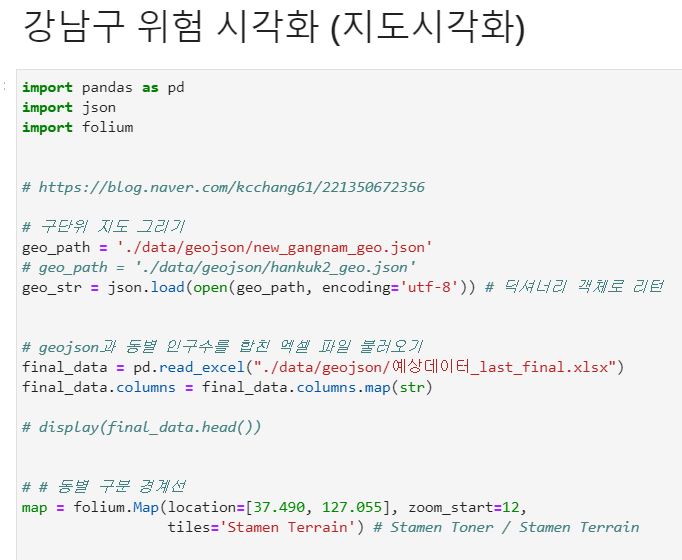 강남구 위험 시각화 (지도시각화)
import pandas as pd
import json
import folium
# https://blog.naver.com/kcchang61/221350672356
# 구단위 지도 그리기
geo_path = './data/geojson/new_gangnam_geo.json'
# geo_path = './data/geojson/hankuk2_geo.json'
geo_str = json.load(open(geo_path, encoding='utf-8')) # 딕셔너리 객체로 리턴
# geojson과 동별 인구수를 합친 엑셀 파일 불러오기
final_data = pd.read_excel("./data/geojson/예상데이터_last_final.xlsx")
final_data.columns = final_data.columns.map(str)
# display(final_data.head())
# # 동별 구분 경계선
map = folium.Map(location=[37.490, 127.055], zoom_start=12,
tiles='Stamen Terrain') # Stamen Toner / Stamen Terrain